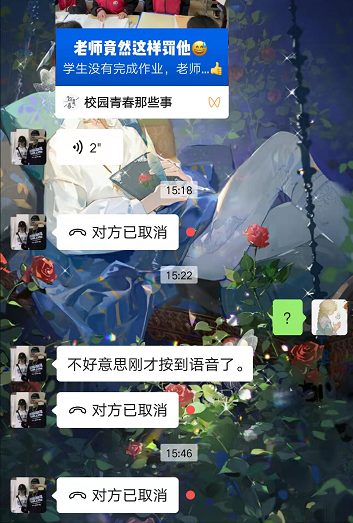 老师竟然这样罚他😅
学生没有完成作业，老师...👍
校园青春那些事
2"
15:18
对方已取消
15:22
?
不好意思刚才按到语音了。
对方已取消
15:46
对方已取消